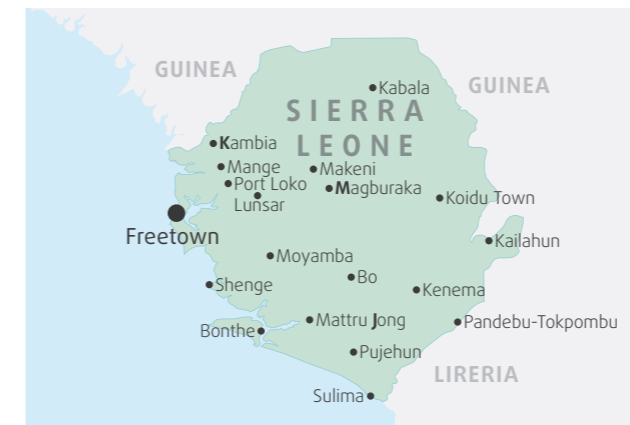 GUINEA
GUINEA
Kabala
SIERRA
LEONE
Kambia
Mange
Makeni
Port Loko
Magburaka
Lunsar
Koidu Town
Freetown
Kailahun
Moyamba
Bo
Shenge
Kenema
Mattru Jong
Pandebu-Tokpombu
Bonthe
Pujehun
LIRERIA
Sulima